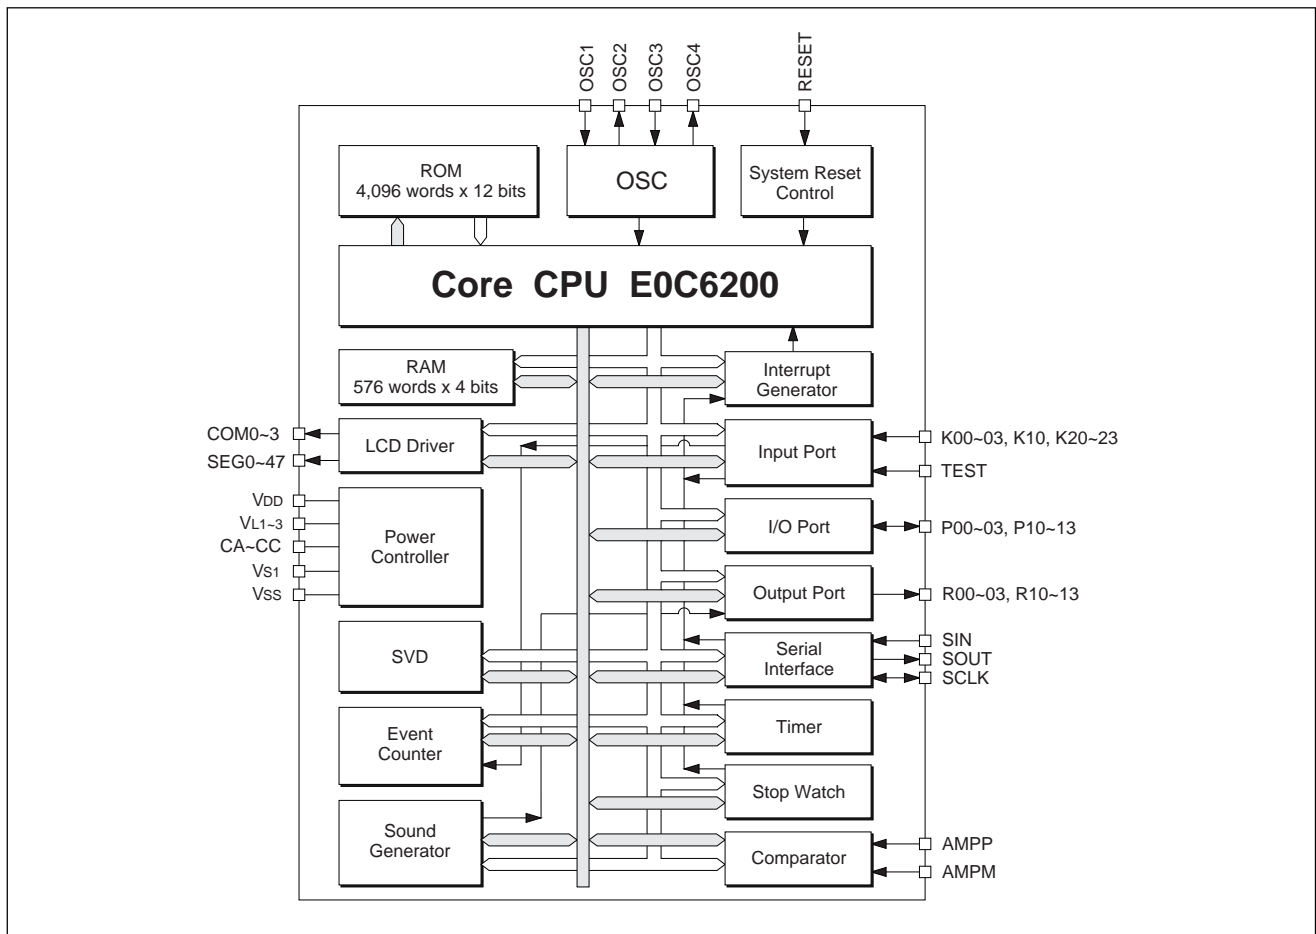 OSC1
OSC2
OSC3
OSC4
RESET
ROM
4,096 words x 12 bits
OSC
System Reset
Control
Core CPU E0C6200
RAM
576 words x 4 bits
Interrupt
Generator
COM0~3
SEG0~47
LCD Driver
Input Port
K00~03, K10, K20~23
TEST
VDD
VL1~3
CA~CC
VS1
VSS
Power
Controller
I/O Port
P00~03, P10~13
Output Port
R00~03, R10~13
SVD
Serial
Interface
SIN
SOUT
SCLK
Event
Counter
Timer
Stop Watch
Sound
Generator
Comparator
AMPP
AMPM